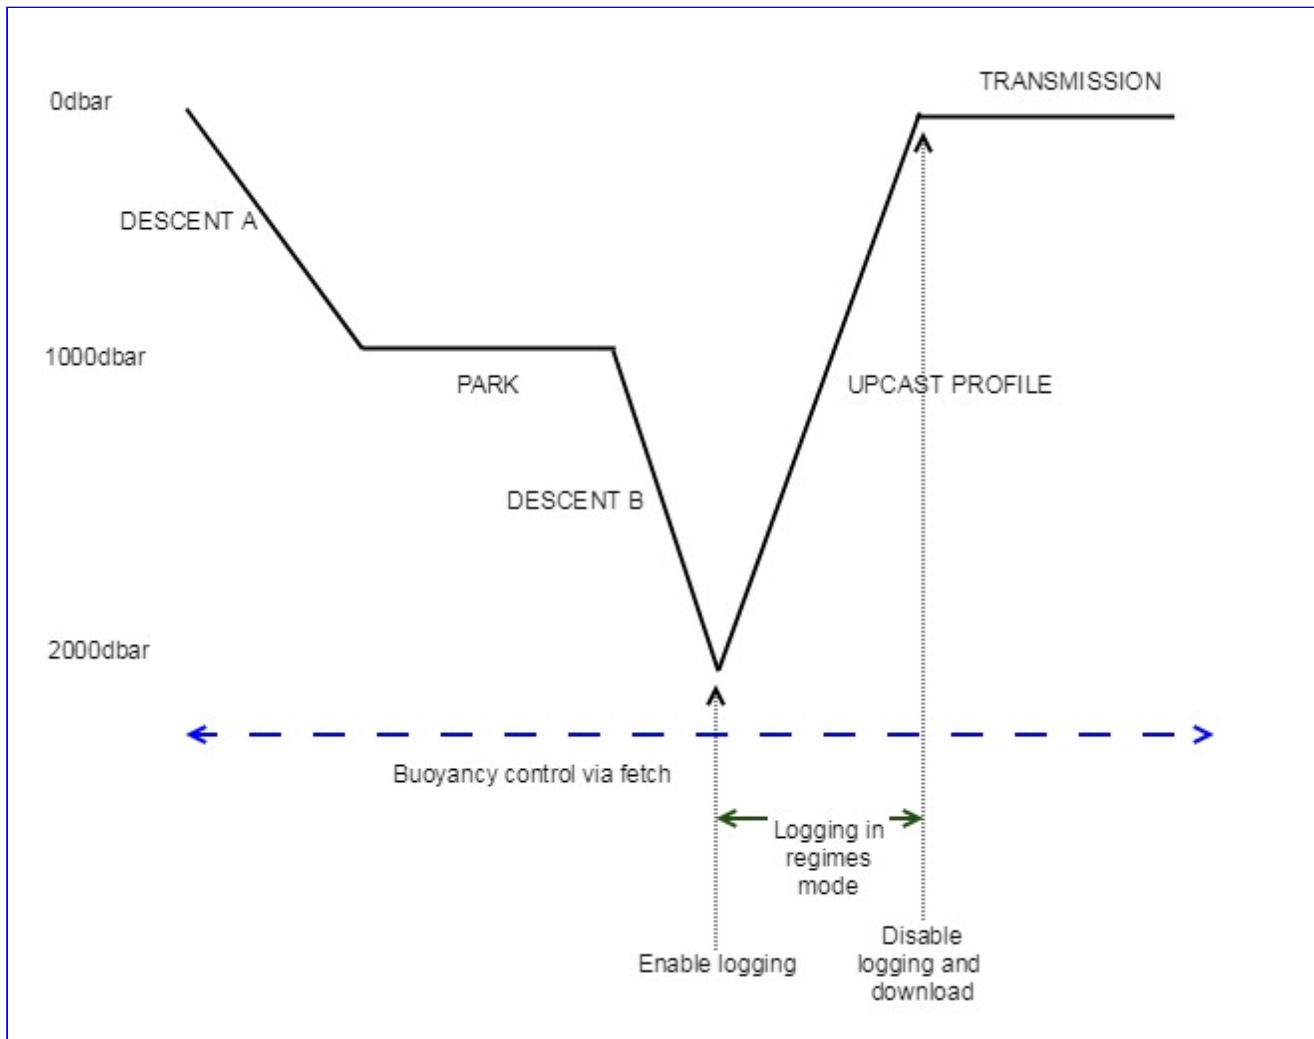 TRANSMISSION
0dbar
DESCENT A
1000dbar
PARK
UPCAST PROFILE
DESCENT B
2000dbar
Buoyancy control via fetch
Logging in
regimes
mode
Disable
logging and
download
Enable logging